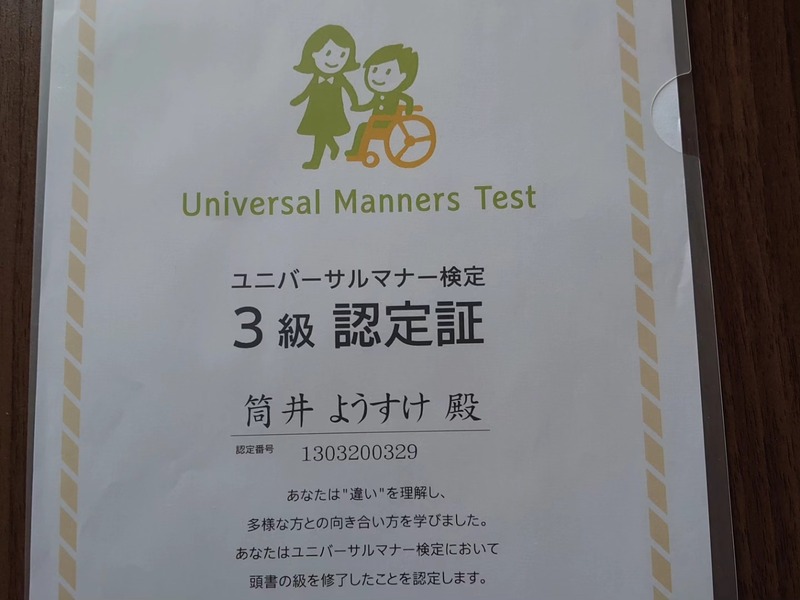 Universal Manners Test
ユニバーサルマナー検定
3級 認定証
筒井 ようすけ 殿
認定番号 1303200329
あなたは"違い"を理解し、
多様な方との向き合い方を学びました。
あなたはユニバーサルマナー検定において
頭書の級を修了したことを認定します。